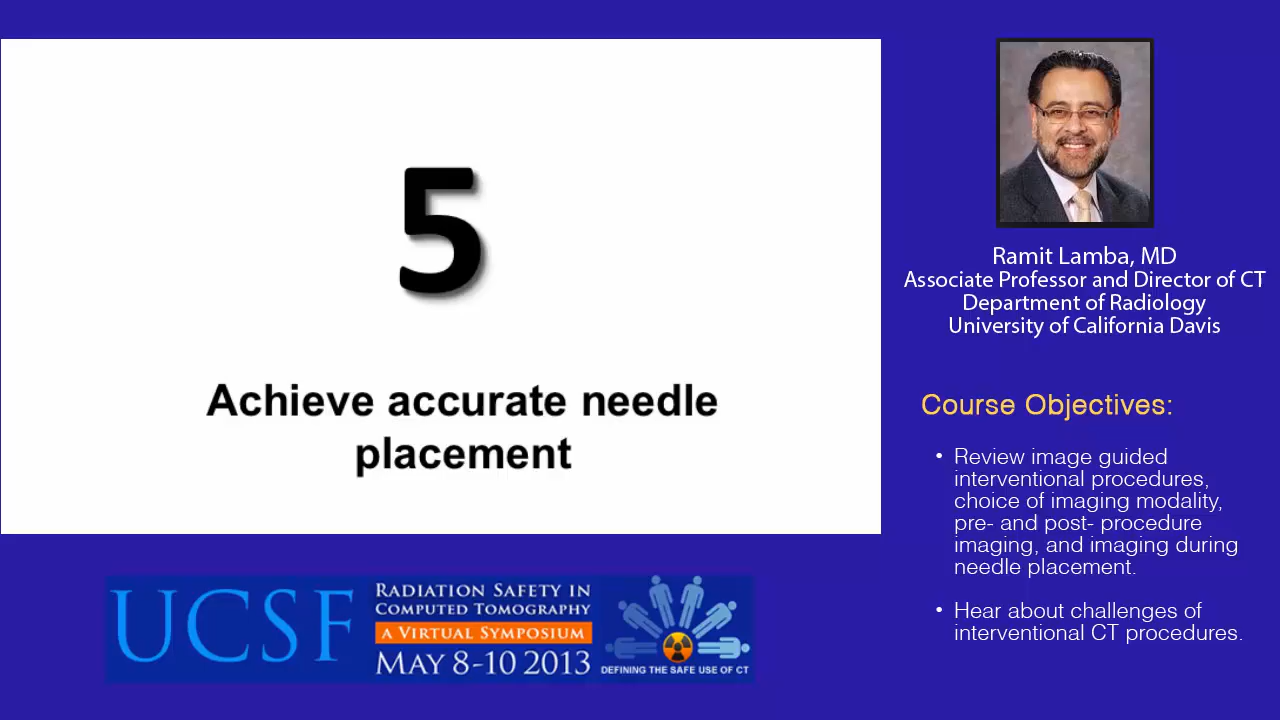 5
Achieve accurate needle
placement
Ramit Lamba, MD
Associate Professor and Director of CT
Department of Radiology
University of California Davis
Course Objectives:
• Review image guided
interventional procedures,
choice of imaging modality,
pre- and post- procedure
imaging, and imaging during
needle placement.
• Hear about challenges of
interventional CT procedures.
UCSF
RADIATION SAFETY IN
COMPUTED TOMOGRAPHY
A VIRTUAL SYMPOSIUM
MAY 8-10 2013
DEFINING THE SAFE USE OF CT